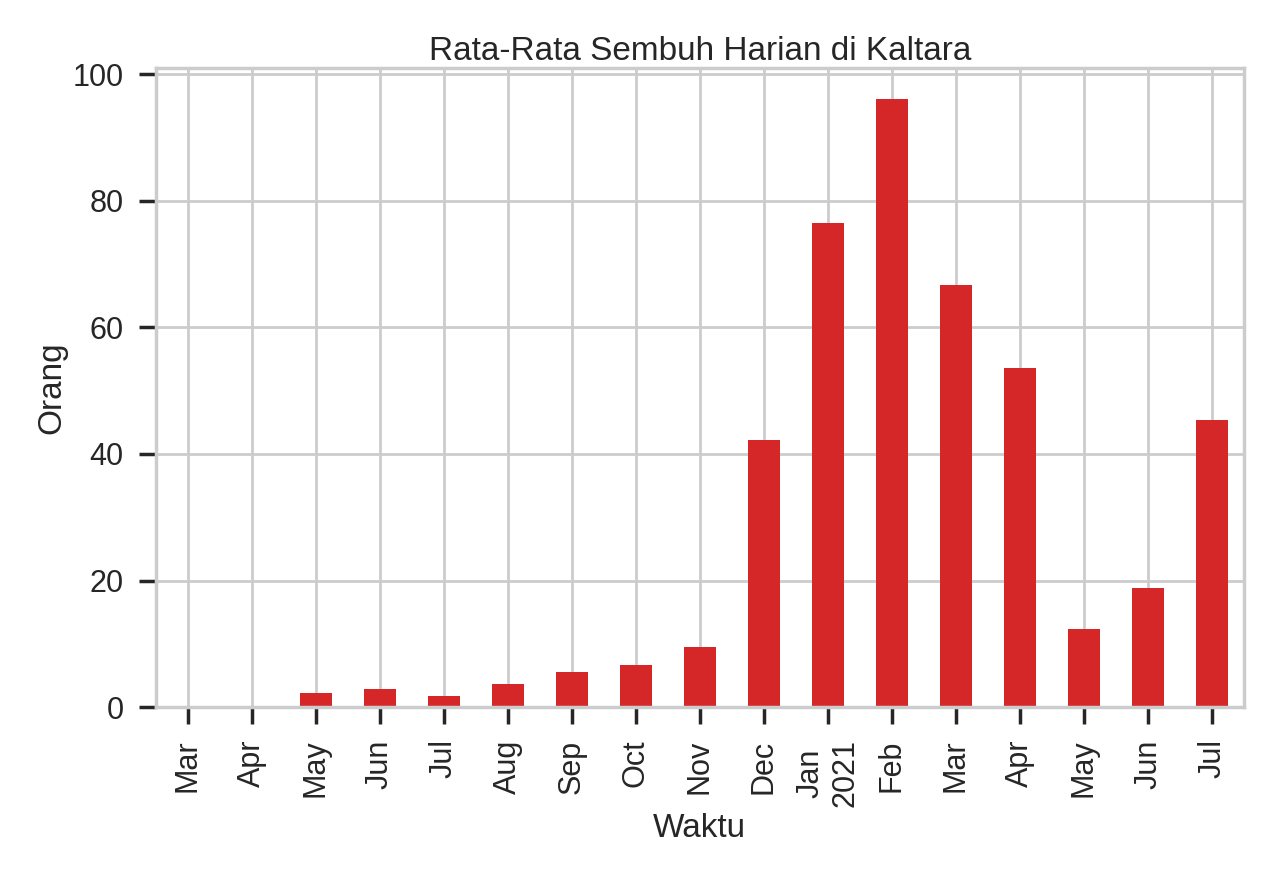 Rata-Rata Sembuh Harian di Kaltara
100
80
60
40
20
0
Orang
Mar
Apr
May
Jun
Jul
Aug
Sep
Oct
Nov
Dec
Jan
2021
Feb
Mar
Apr
May
Jun
Jul
Waktu